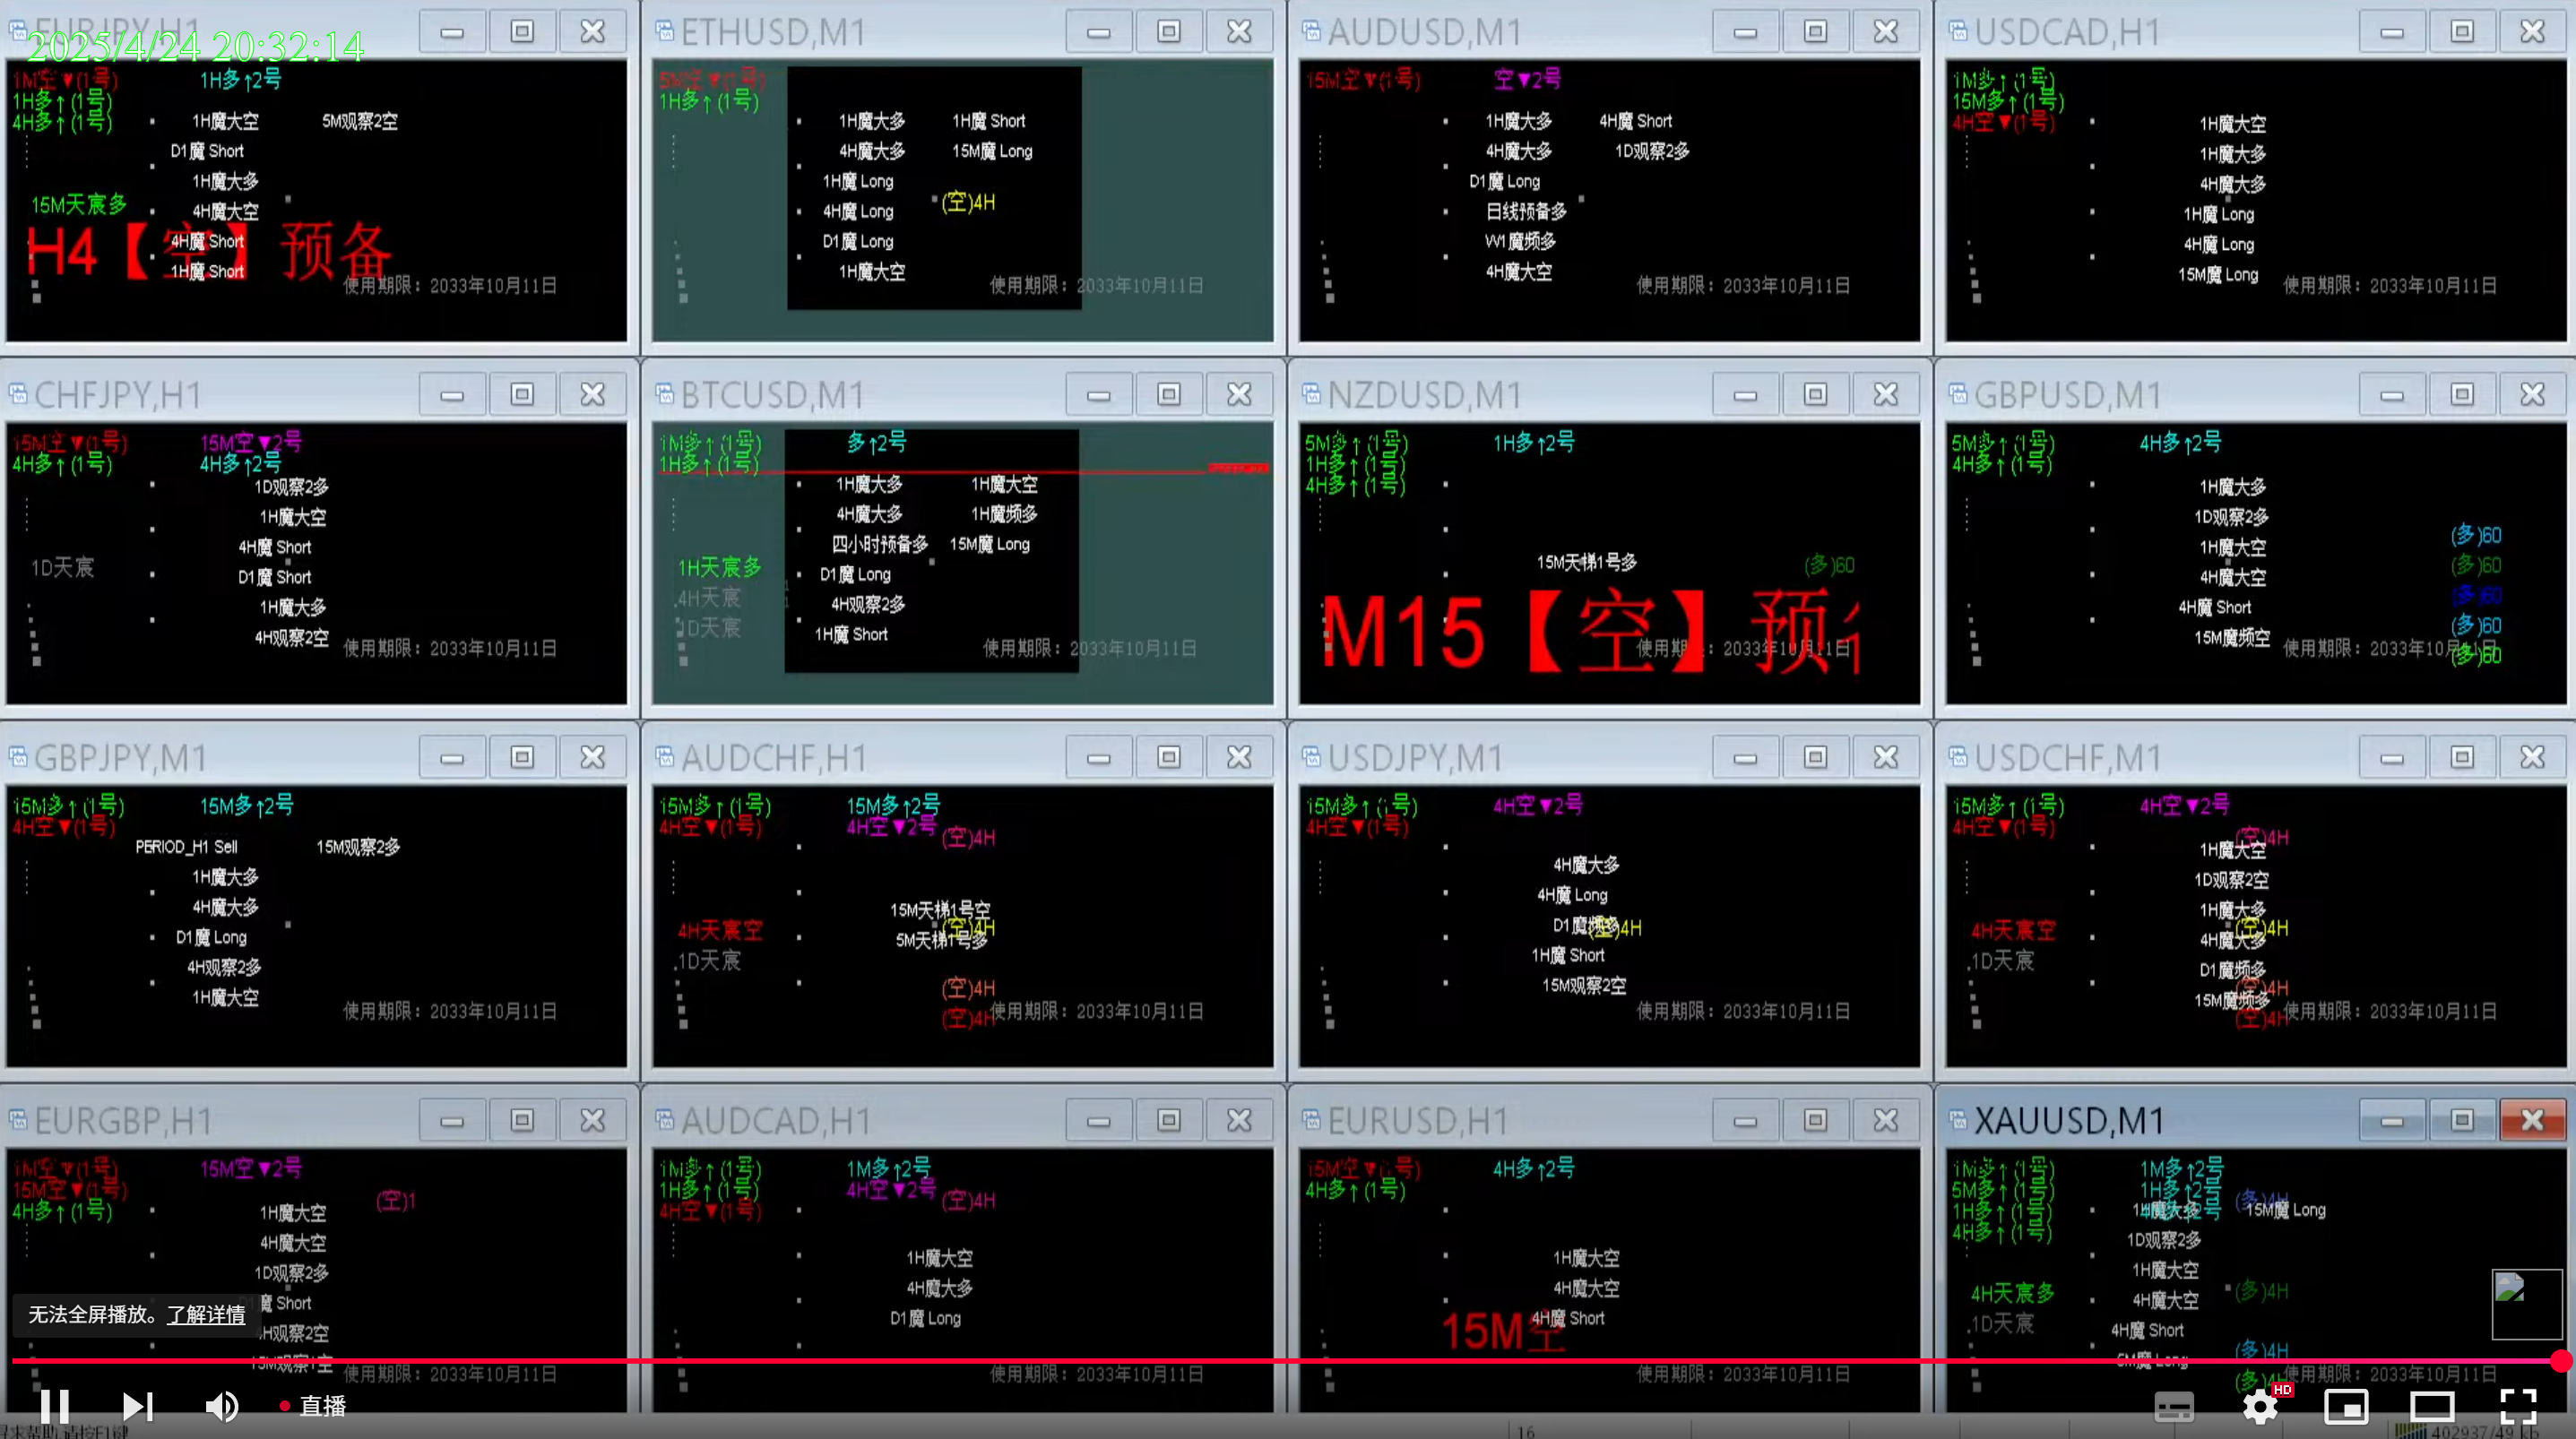 EURJPY,H1
2025/4/24 20:32:14
1M空▼(1号)
1H多↑2号
1H多↑(1号)
4H多↑(1号)
1H魔大空
5M观察2空
D1魔 Short
1H魔大多
15M天宸多
4H魔大空
H4【空】预备
4H魔 Short
1H魔 Short
使用期限：2033年10月11日
ETHUSD,M1
5M空▼(1号)
1H多↑(1号)
1H魔大多
1H魔 Short
4H魔大多
15M魔 Long
1H魔 Long
(空)4H
4H魔 Long
D1魔 Long
1H魔大空
使用期限：2033年10月11日
AUDUSD,M1
15M空▼(1号)
空▼2号
1H魔大多
4H魔 Short
4H魔大多
1D观察2多
D1魔 Long
日线预备多
W1魔频多
4H魔大空
使用期限：2033年10月11日
USDCAD,H1
1M多↑(1号)
15M多↑(1号)
4H空▼(1号)
1H魔大空
1H魔大多
4H魔大多
1H魔 Long
4H魔 Long
15M魔 Long
使用期限：2033年10月11日
CHFJPY,H1
15M空▼(1号)
15M空▼2号
4H多↑(1号)
4H多↑2号
1D观察2多
1H魔大空
4H魔 Short
1D天宸
D1魔 Short
1H魔大多
4H观察2空
使用期限：2033年10月11日
BTCUSD,M1
1M多↑(1号)
多↑2号
1H多↑(1号)
1H魔大多
1H魔大空
4H魔大多
1H魔频多
四小时预备多
15M魔 Long
1H天宸多
D1魔 Long
4H天宸
4H观察2多
1D天宸
1H魔 Short
使用期限：2033年10月11日
NZDUSD,M1
5M多↑(1号)
1H多↑2号
1H多↑(1号)
4H多↑(1号)
15M天梯1号多
(多)60
M15【空】预
使用期限：2033年10月11日
GBPUSD,M1
5M多↑(1号)
4H多↑2号
4H多↑(1号)
1H魔大多
1D观察2多
(多)60
1H魔大空
(多)60
4H魔大空
(多)60
4H魔 Short
(多)60
15M魔频空
(多)60
使用期限：2033年10月11日
GBPJPY,M1
15M多↑(1号)
15M多↑2号
4H空▼(1号)
PERIOD_H1 Sell
15M观察2多
1H魔大多
4H魔大多
D1魔 Long
4H观察2多
1H魔大空
使用期限：2033年10月11日
AUDCHF,H1
15M多↑(1号)
15M多↑2号
4H空▼(1号)
4H空▼2号
(空)4H
15M天梯1号空
4H天宸空
(空)4H
5M天梯1号多
1D天宸
(空)4H
(空)4H
使用期限：2033年10月11日
USDJPY,M1
15M多↑(1号)
4H空▼2号
4H空▼(1号)
4H魔大多
4H魔 Long
D1魔频多
(空)4H
1H魔 Short
15M观察2空
使用期限：2033年10月11日
USDCHF,M1
15M多↑(1号)
4H空▼2号
4H空▼(1号)
(空)4H
1H魔大空
1D观察2空
1H魔大多
4H天宸空
(空)4H
4H魔大多
1D天宸
D1魔频多
(空)4H
15M魔频多
(空)4H
使用期限：2033年10月11日
EURGBP,H1
1M空▼(1号)
15M空▼2号
15M空▼(1号)
4H多↑(1号)
(空)1
1H魔大空
4H魔大空
1D观察2多
魔 Short
无法全屏播放。了解详情
H观察2空
15M观察1空
使用期限：2033年10月11日
AUDCAD,H1
1M多↑(1号)
1M多↑2号
1H多↑(1号)
4H空▼2号
(空)4H
4H空▼(1号)
1H魔大空
4H魔大多
D1魔 Long
使用期限：2033年10月11日
EURUSD,H1
15M空▼(1号)
4H多↑2号
4H多↑(1号)
1H魔大空
4H魔大空
15M空
4H魔 Short
使用期限：2033年10月11日
XAUUSD,M1
1M多↑(1号)
1M多↑2号
5M多↑(1号)
1H多↑2号
(多)4H
1H多↑(1号)
1H魔大多
15M魔 Long
4H多↑(1号)
1D观察2多
1H魔大空
4H天宸多
(多)4H
4H魔大空
1D天宸
4H魔 Short
(多)4H
5M魔 Long
使用期限：2033年10月11日
直播
HD
16
402937/49 kb